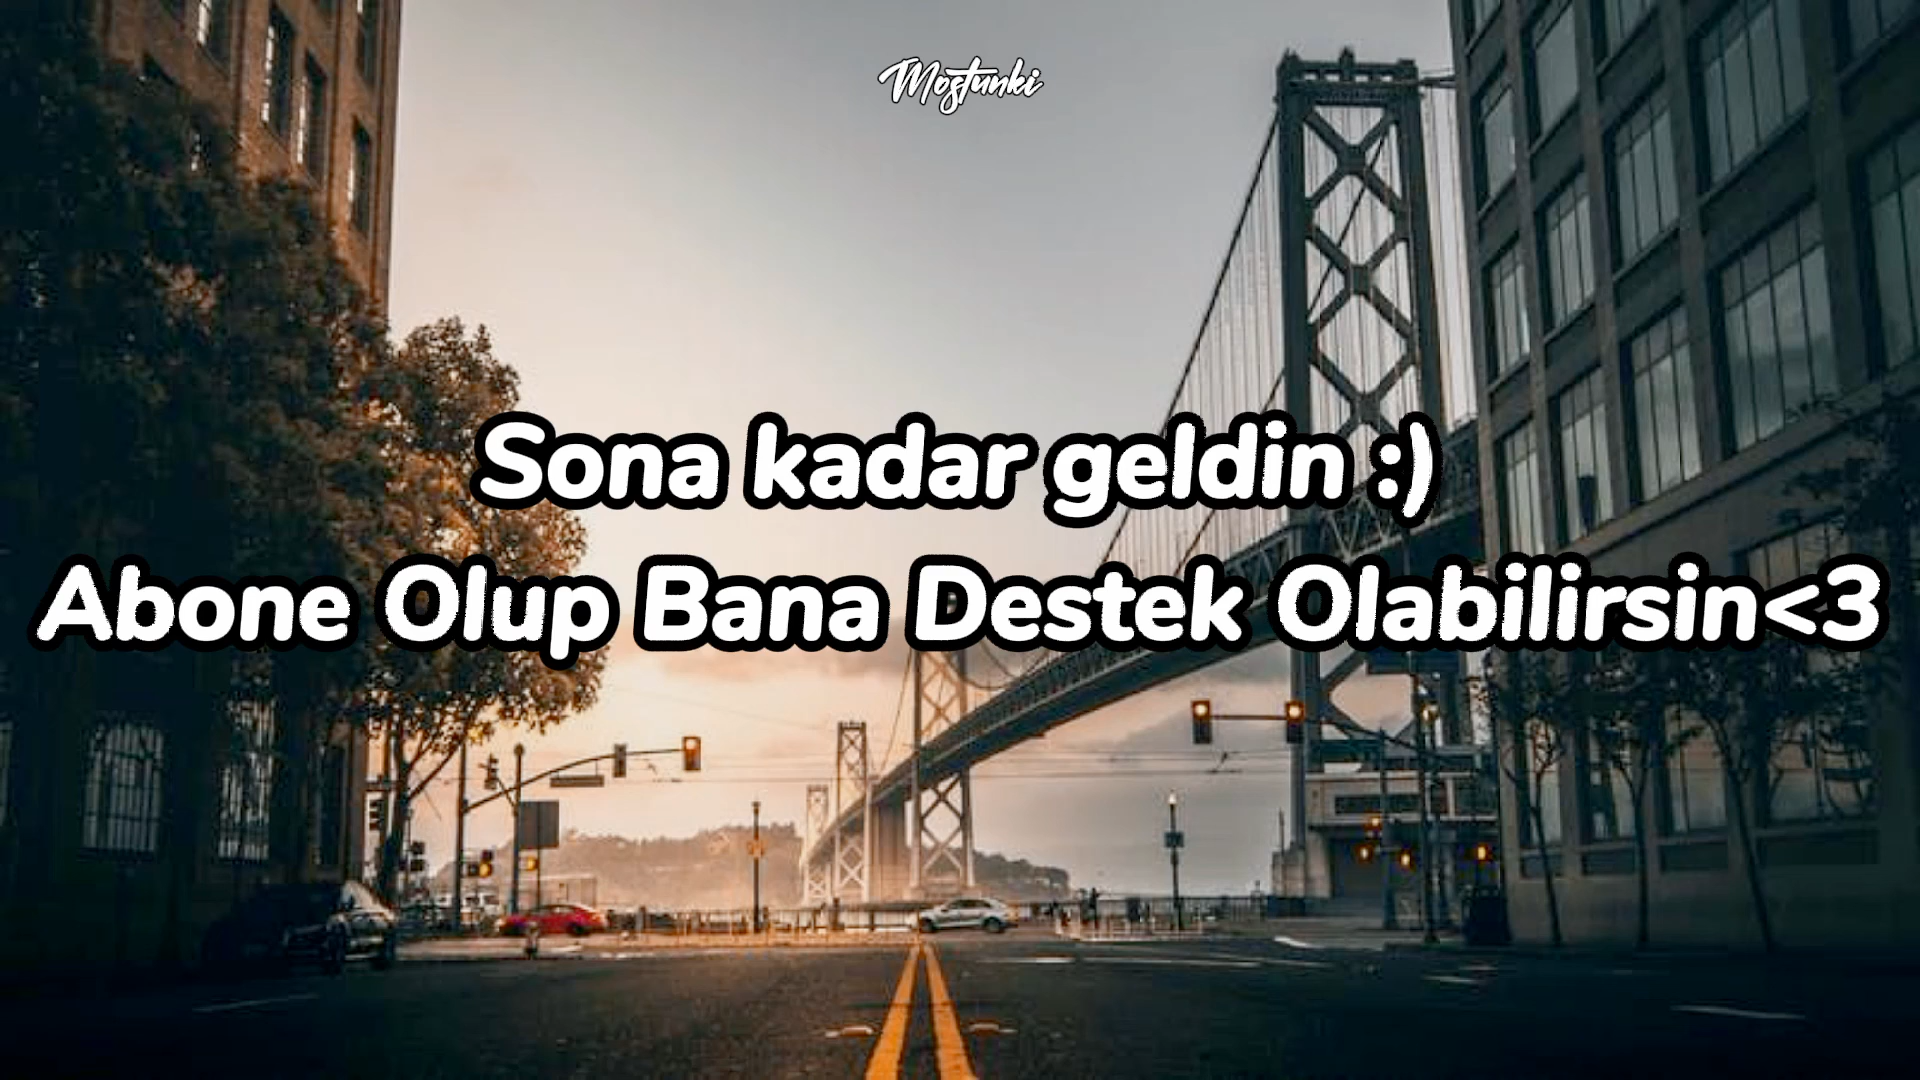 Mostunki
Sona kadar geldin :)
Abone Olup Bana Destek Olabilirsin<3